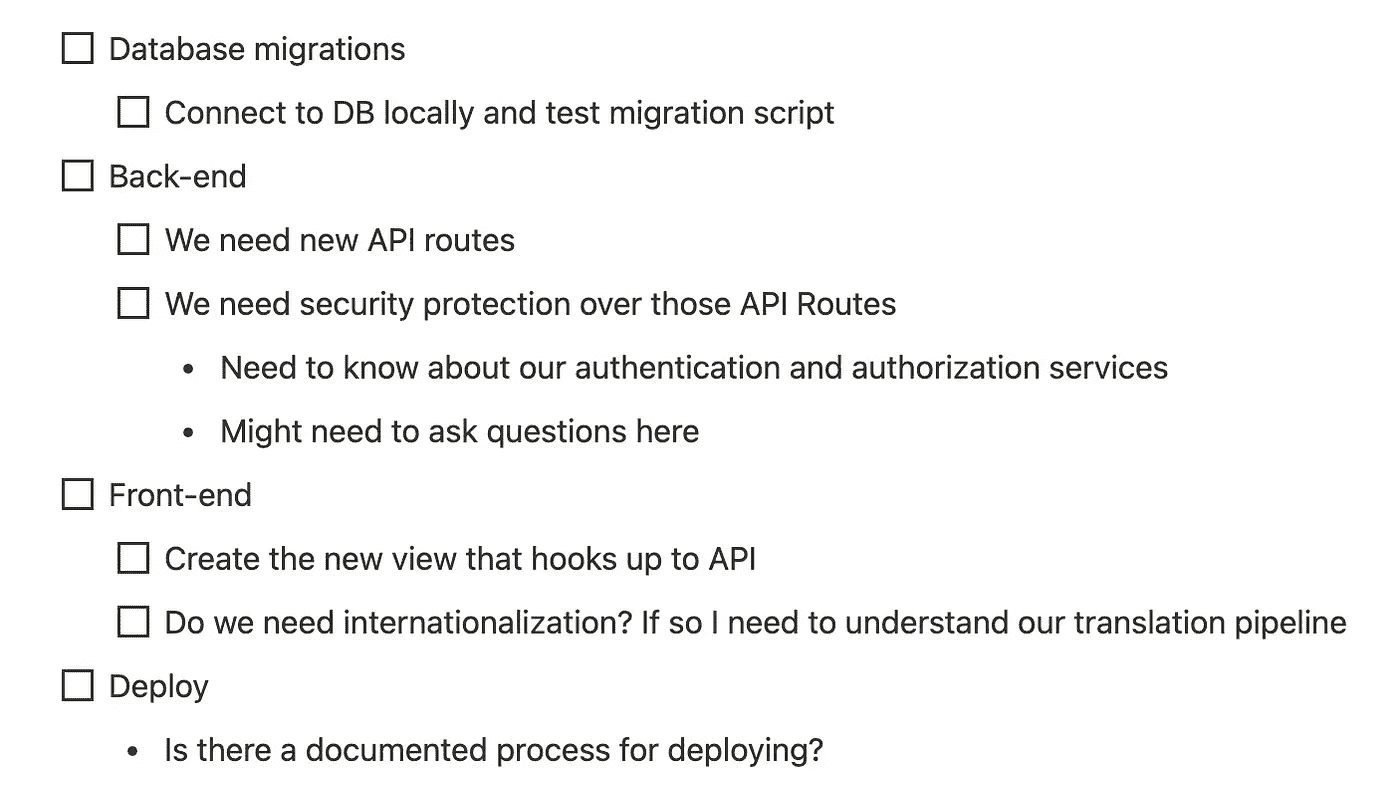 Database migrations
Connect to DB locally and test migration script
Back-end
We need new API routes
We need security protection over those API Routes
Need to know about our authentication and authorization services
Might need to ask questions here
Front-end
Create the new view that hooks up to API
Do we need internationalization? If so I need to understand our translation pipeline
Deploy
Is there a documented process for deploying?